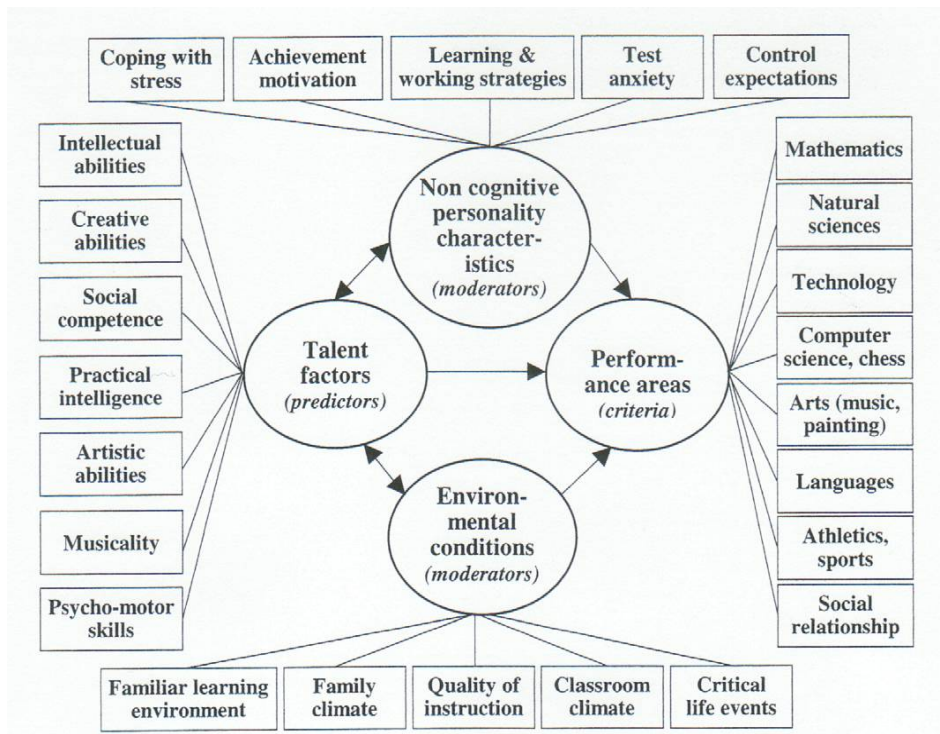 Coping with
stress
Achievement
motivation
Learning &
working strategies
Test
anxiety
Control
expectations
Intellectual
abilities
Creative
abilities
Social
competence
Practical
intelligence
Artistic
abilities
Musicality
Psycho-motor
skills
Non cognitive
personality
character-
istics
(moderators)
Talent
factors
(predictors)
Perform-
ance areas
(criteria)
Environ-
mental
conditions
(moderators)
Mathematics
Natural
sciences
Technology
Computer
science, chess
Arts (music,
painting)
Languages
Athletics,
sports
Social
relationship
Familiar learning
environment
Family
climate
Quality of
instruction
Classroom
climate
Critical
life events